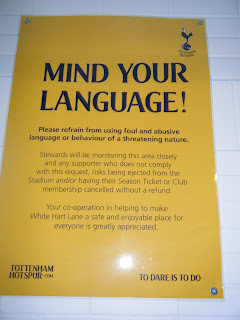 TOTTENHAM
HOTSPUR
MIND YOUR
LANGUAGE!
Please refrain from using foul and abusive
language or behaviour of a threatening nature.
Stewards will be monitoring this area closely
and any supporter who does not comply
with this request, risks being ejected from the
Stadium and/or having their Season Ticket or Club
membership cancelled without a refund.
Your co-operation in helping to make
White Hart Lane a safe and enjoyable place for
everyone is greatly appreciated.
TOTTENHAM
HOTSPUR.COM
TO DARE IS TO DO